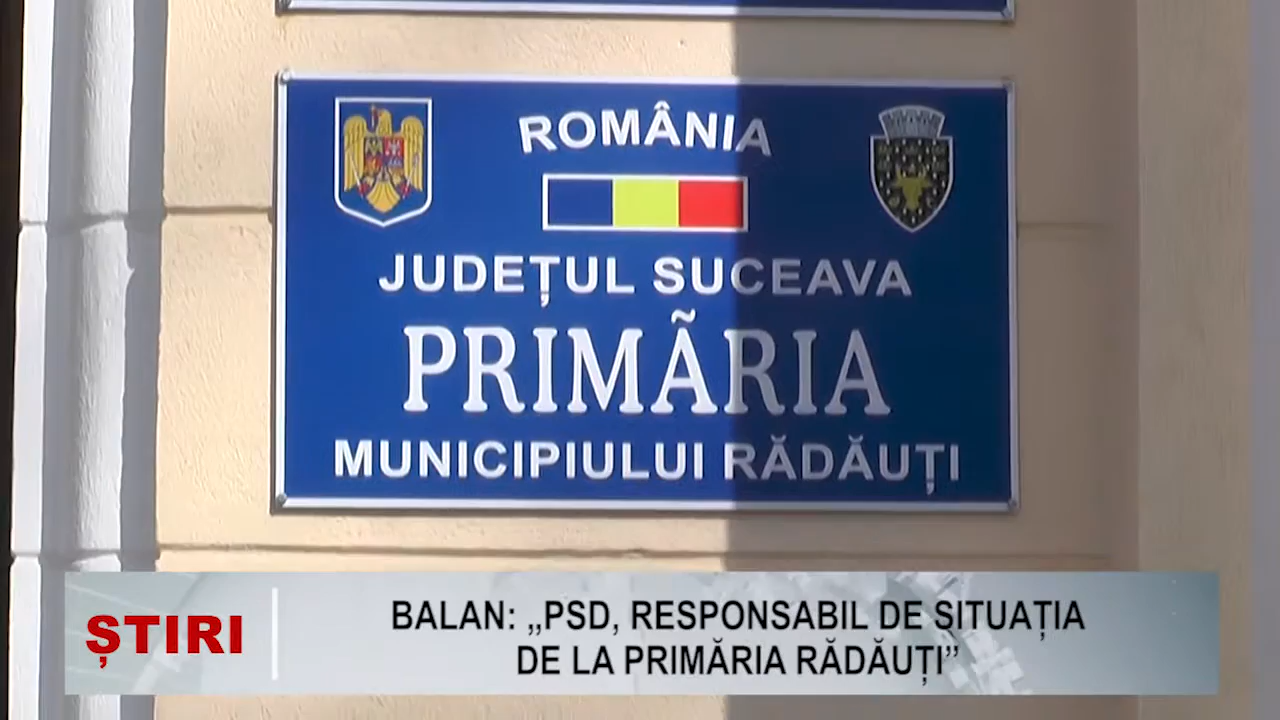 ROMÂNIA
JUDEȚUL SUCEAVA
PRIMÃRIA
MUNICIPIULUI RĂDĂUȚI
ȘTIRI
BALAN: „PSD, RESPONSABIL DE SITUAȚIA
DE LA PRIMĂRIA RĂDĂUȚI”